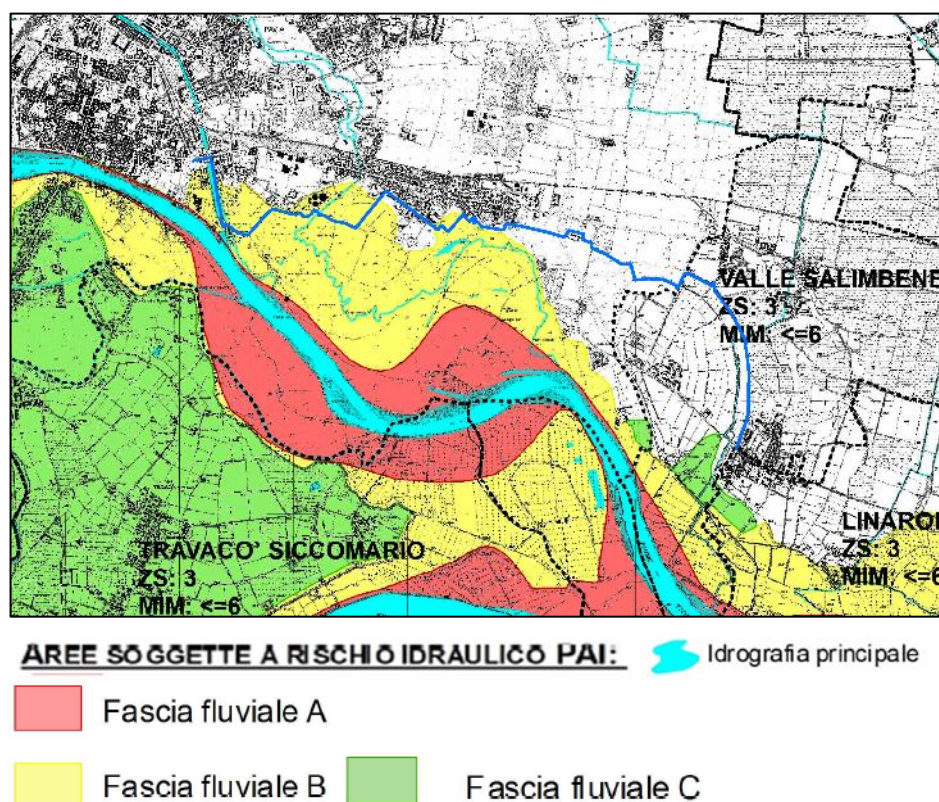 PAVIA
VALLE SALIMBENE
ZS: 3
MIM: <=6
LINARO
ZS: 3
MIM: <=6
TRAVACO' SICCOMARIO
ZS: 3
MIM: <=6
AREE SOGGETTE A RISCHIO IDRAULICO PAI:
Idrografia principale
Fascia fluviale A
Fascia fluviale B
Fascia fluviale C